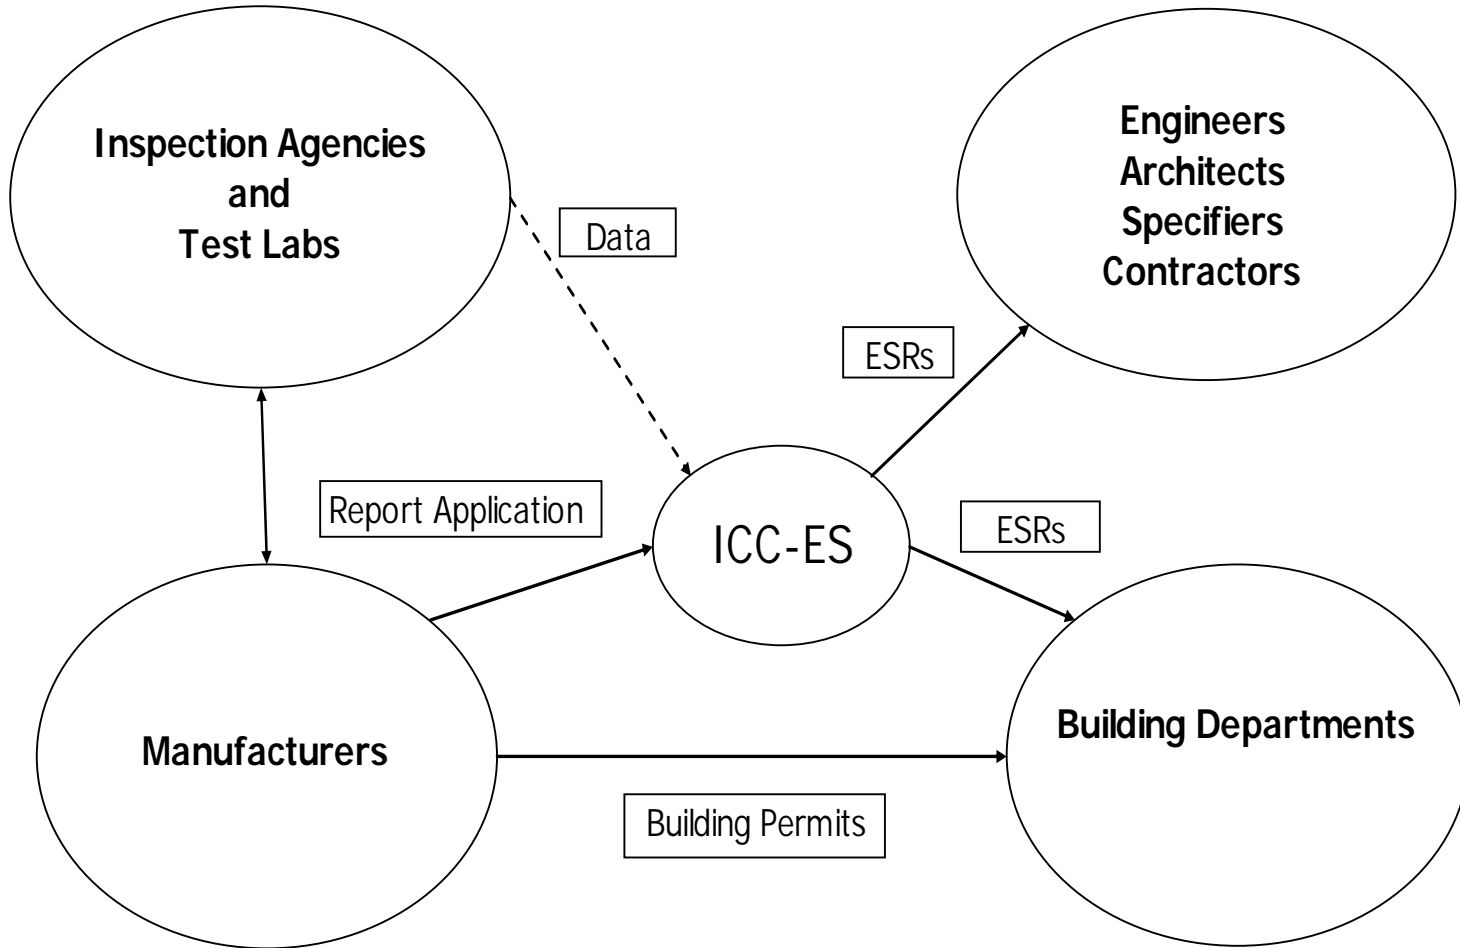 Inspection Agencies
and
Test Labs
Engineers
Architects
Specifiers
Contractors
Data
ESRs
Report Application
ICC-ES
ESRs
Manufacturers
Building Departments
Building Permits